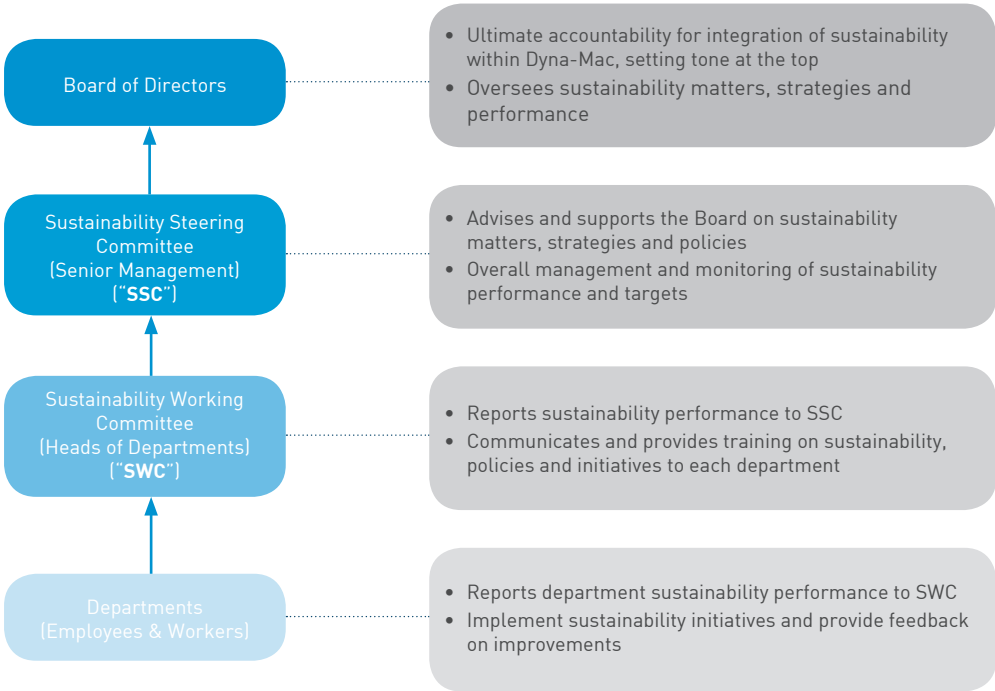 Board of Directors
• Ultimate accountability for integration of sustainability
within Dyna-Mac, setting tone at the top
• Oversees sustainability matters, strategies and
performance
Sustainability Steering
Committee
(Senior Management)
("SSC")
• Advises and supports the Board on sustainability
matters, strategies and policies
• Overall management and monitoring of sustainability
performance and targets
Sustainability Working
Committee
(Heads of Departments)
("SWC")
• Reports sustainability performance to SSC
• Communicates and provides training on sustainability,
policies and initiatives to each department
Departments
(Employees & Workers)
• Reports department sustainability performance to SWC
• Implement sustainability initiatives and provide feedback
on improvements